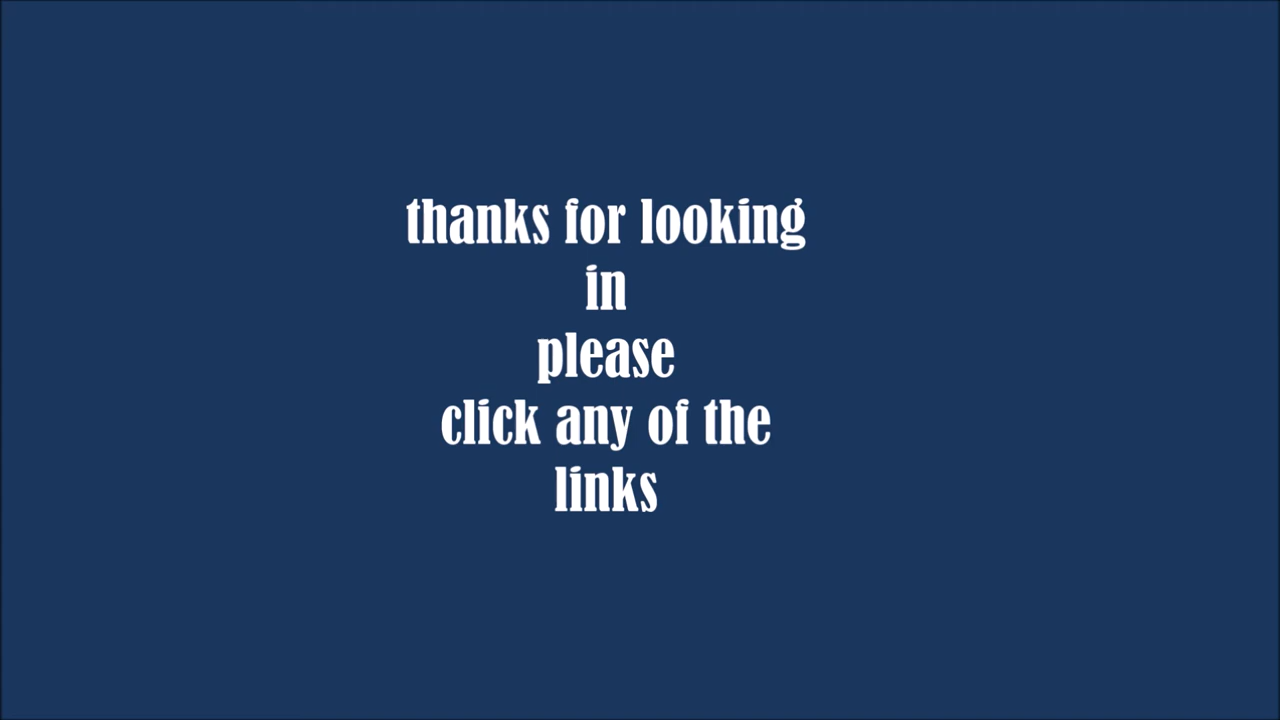 thanks for looking
in
please
click any of the
links